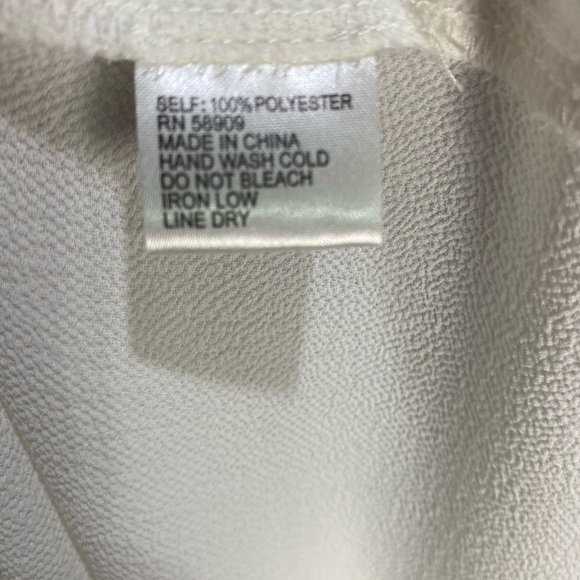 SELF: 100% POLYESTER
RN 58909
MADE IN CHINA
HAND WASH COLD
DO NOT BLEACH
IRON LOW
LINE DRY